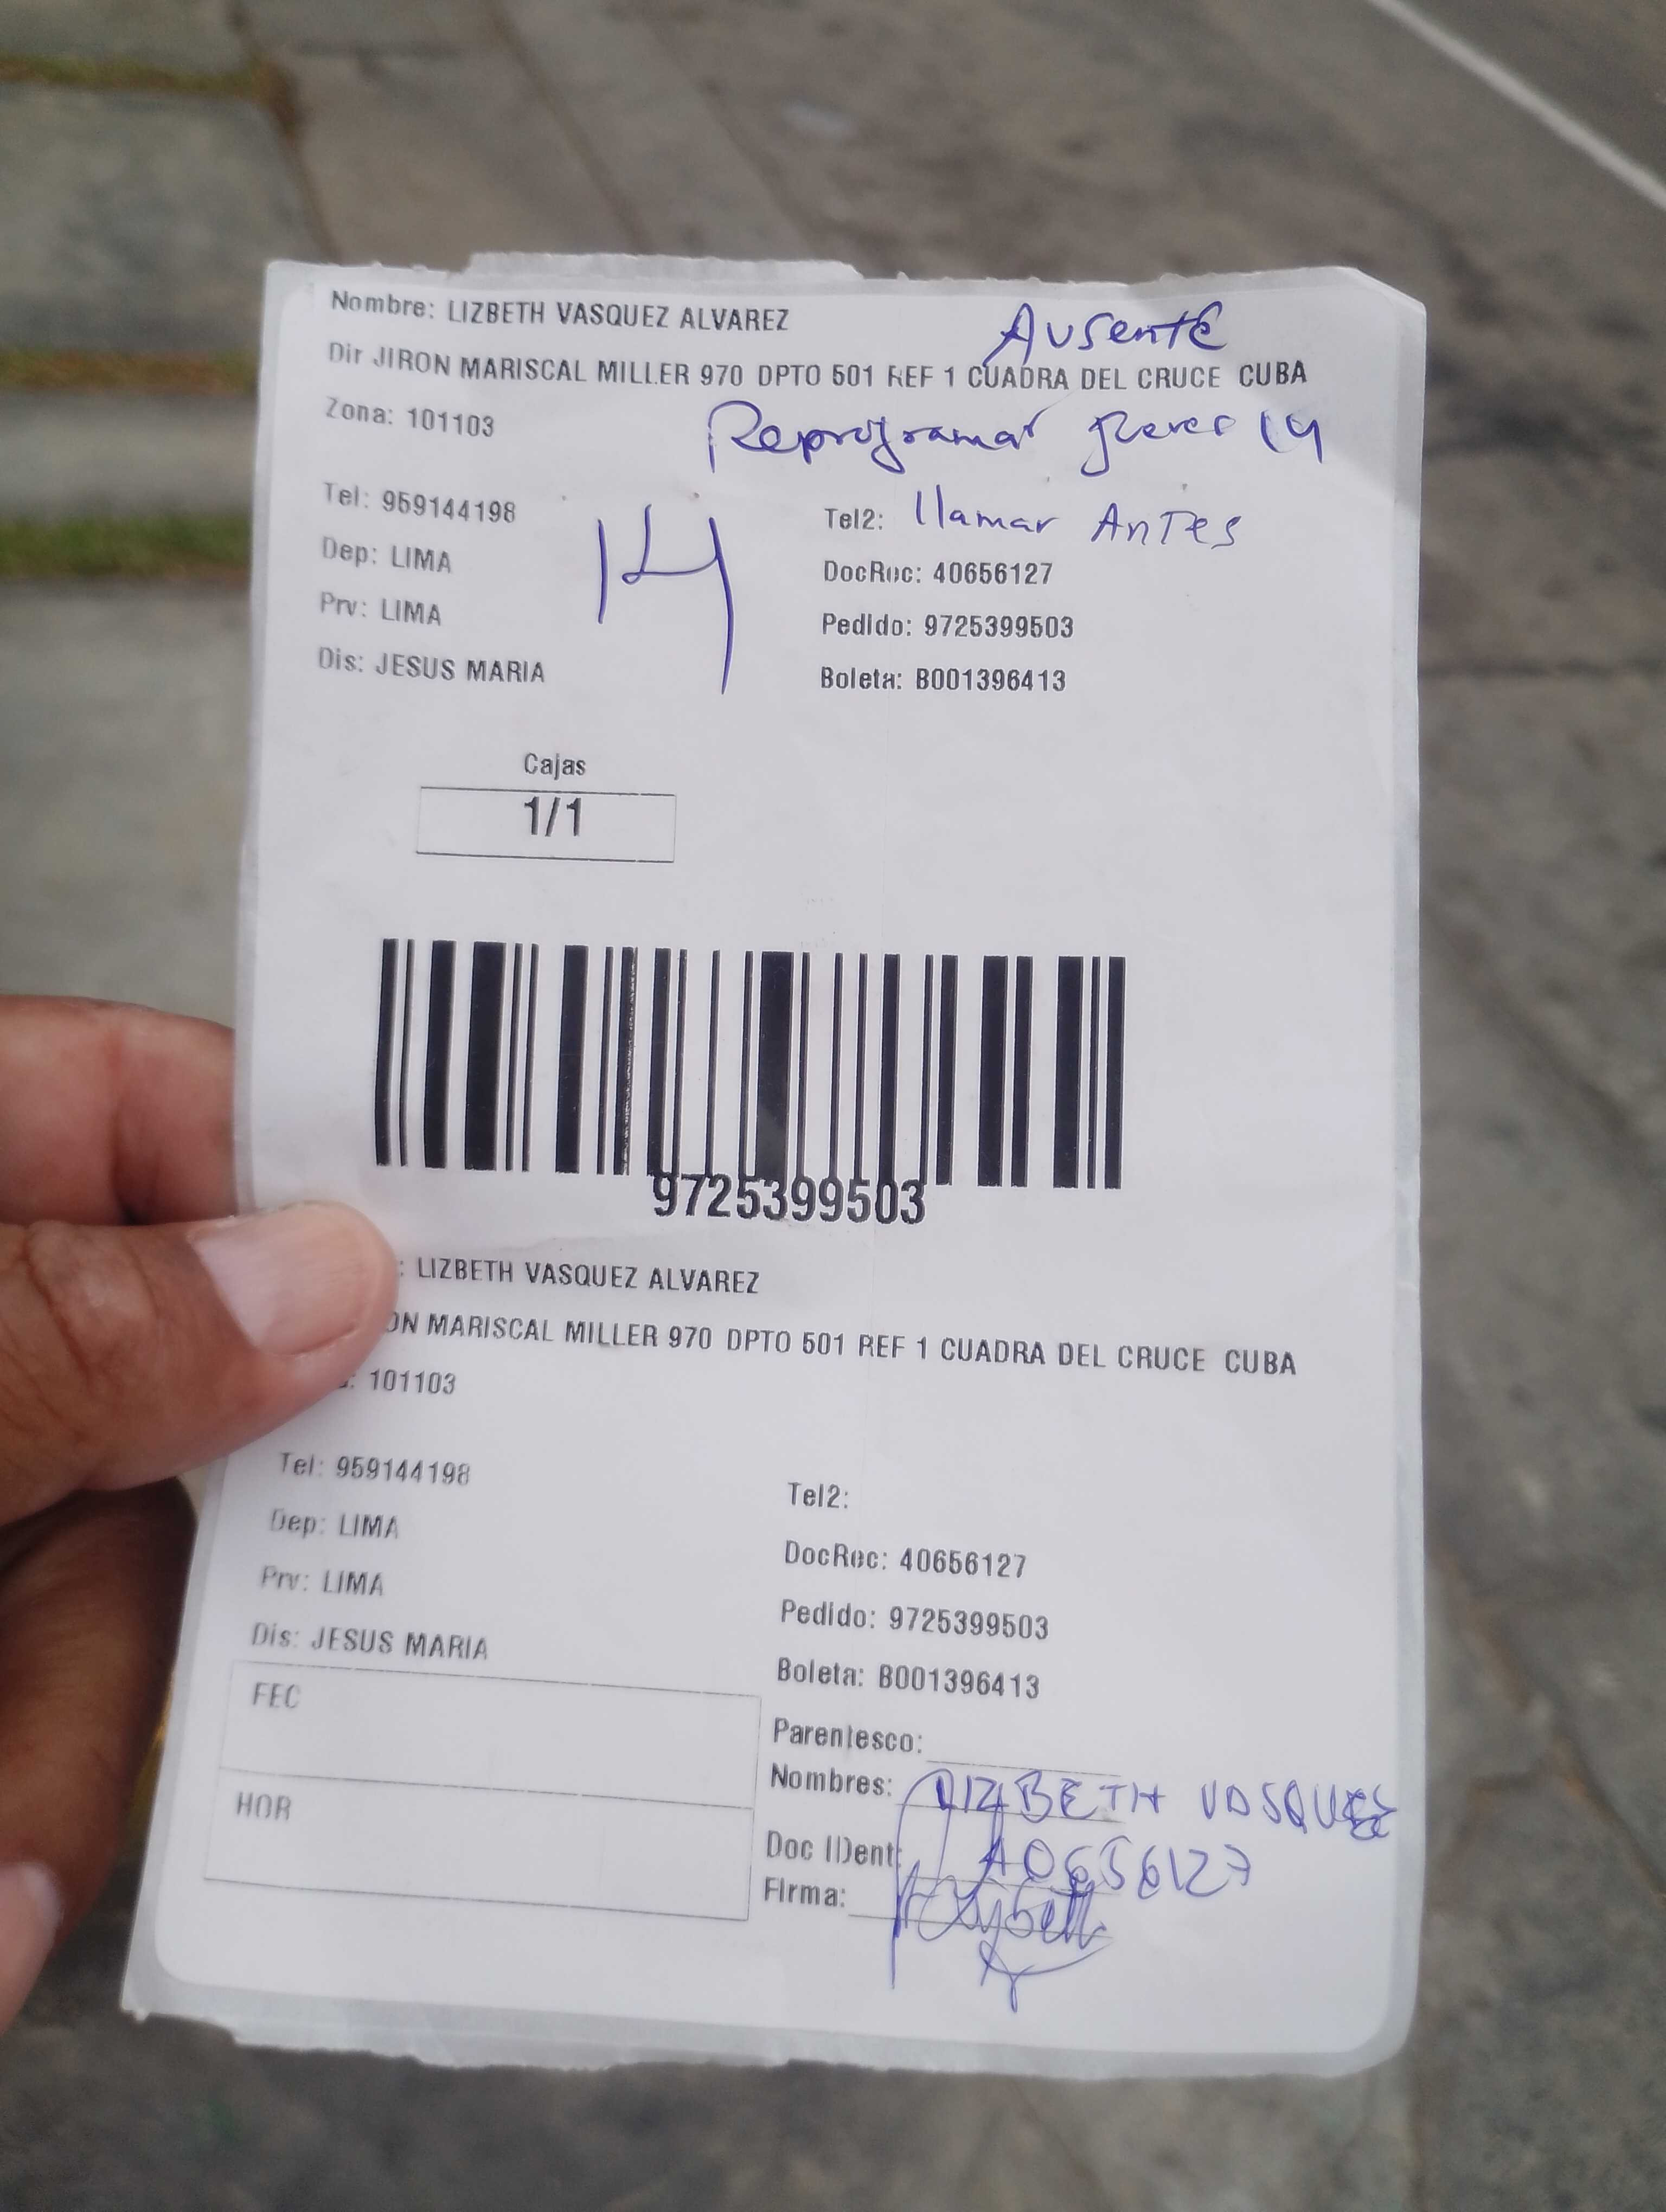 Nombre: LIZBETH VASQUEZ ALVAREZ
Ausente
Dir JIRON MARISCAL MILLER 970 DPTO 501 REF 1 CUADRA DEL CRUCE CUBA
Zona: 101103
Reprogramar jueves 14
Tel: 959144198
14
Tel2: llamar Antes
Dep: LIMA
DocRec: 40656127
Prv: LIMA
Pedido: 9725399503
Dis: JESUS MARIA
Boleta: B001396413
Cajas
1/1
9725399503
: LIZBETH VASQUEZ ALVAREZ
ON MARISCAL MILLER 970 DPTO 501 REF 1 CUADRA DEL CRUCE CUBA
: 101103
Tel: 959144198
Tel2:
Dep: LIMA
DocRec: 40656127
Prv: LIMA
Pedido: 9725399503
Dis: JESUS MARIA
Boleta: B001396413
FEC
Parentesco:
Nombres: LIZBETH VASQUEZ
HOR
Doc IDent: 40656127
Firma: